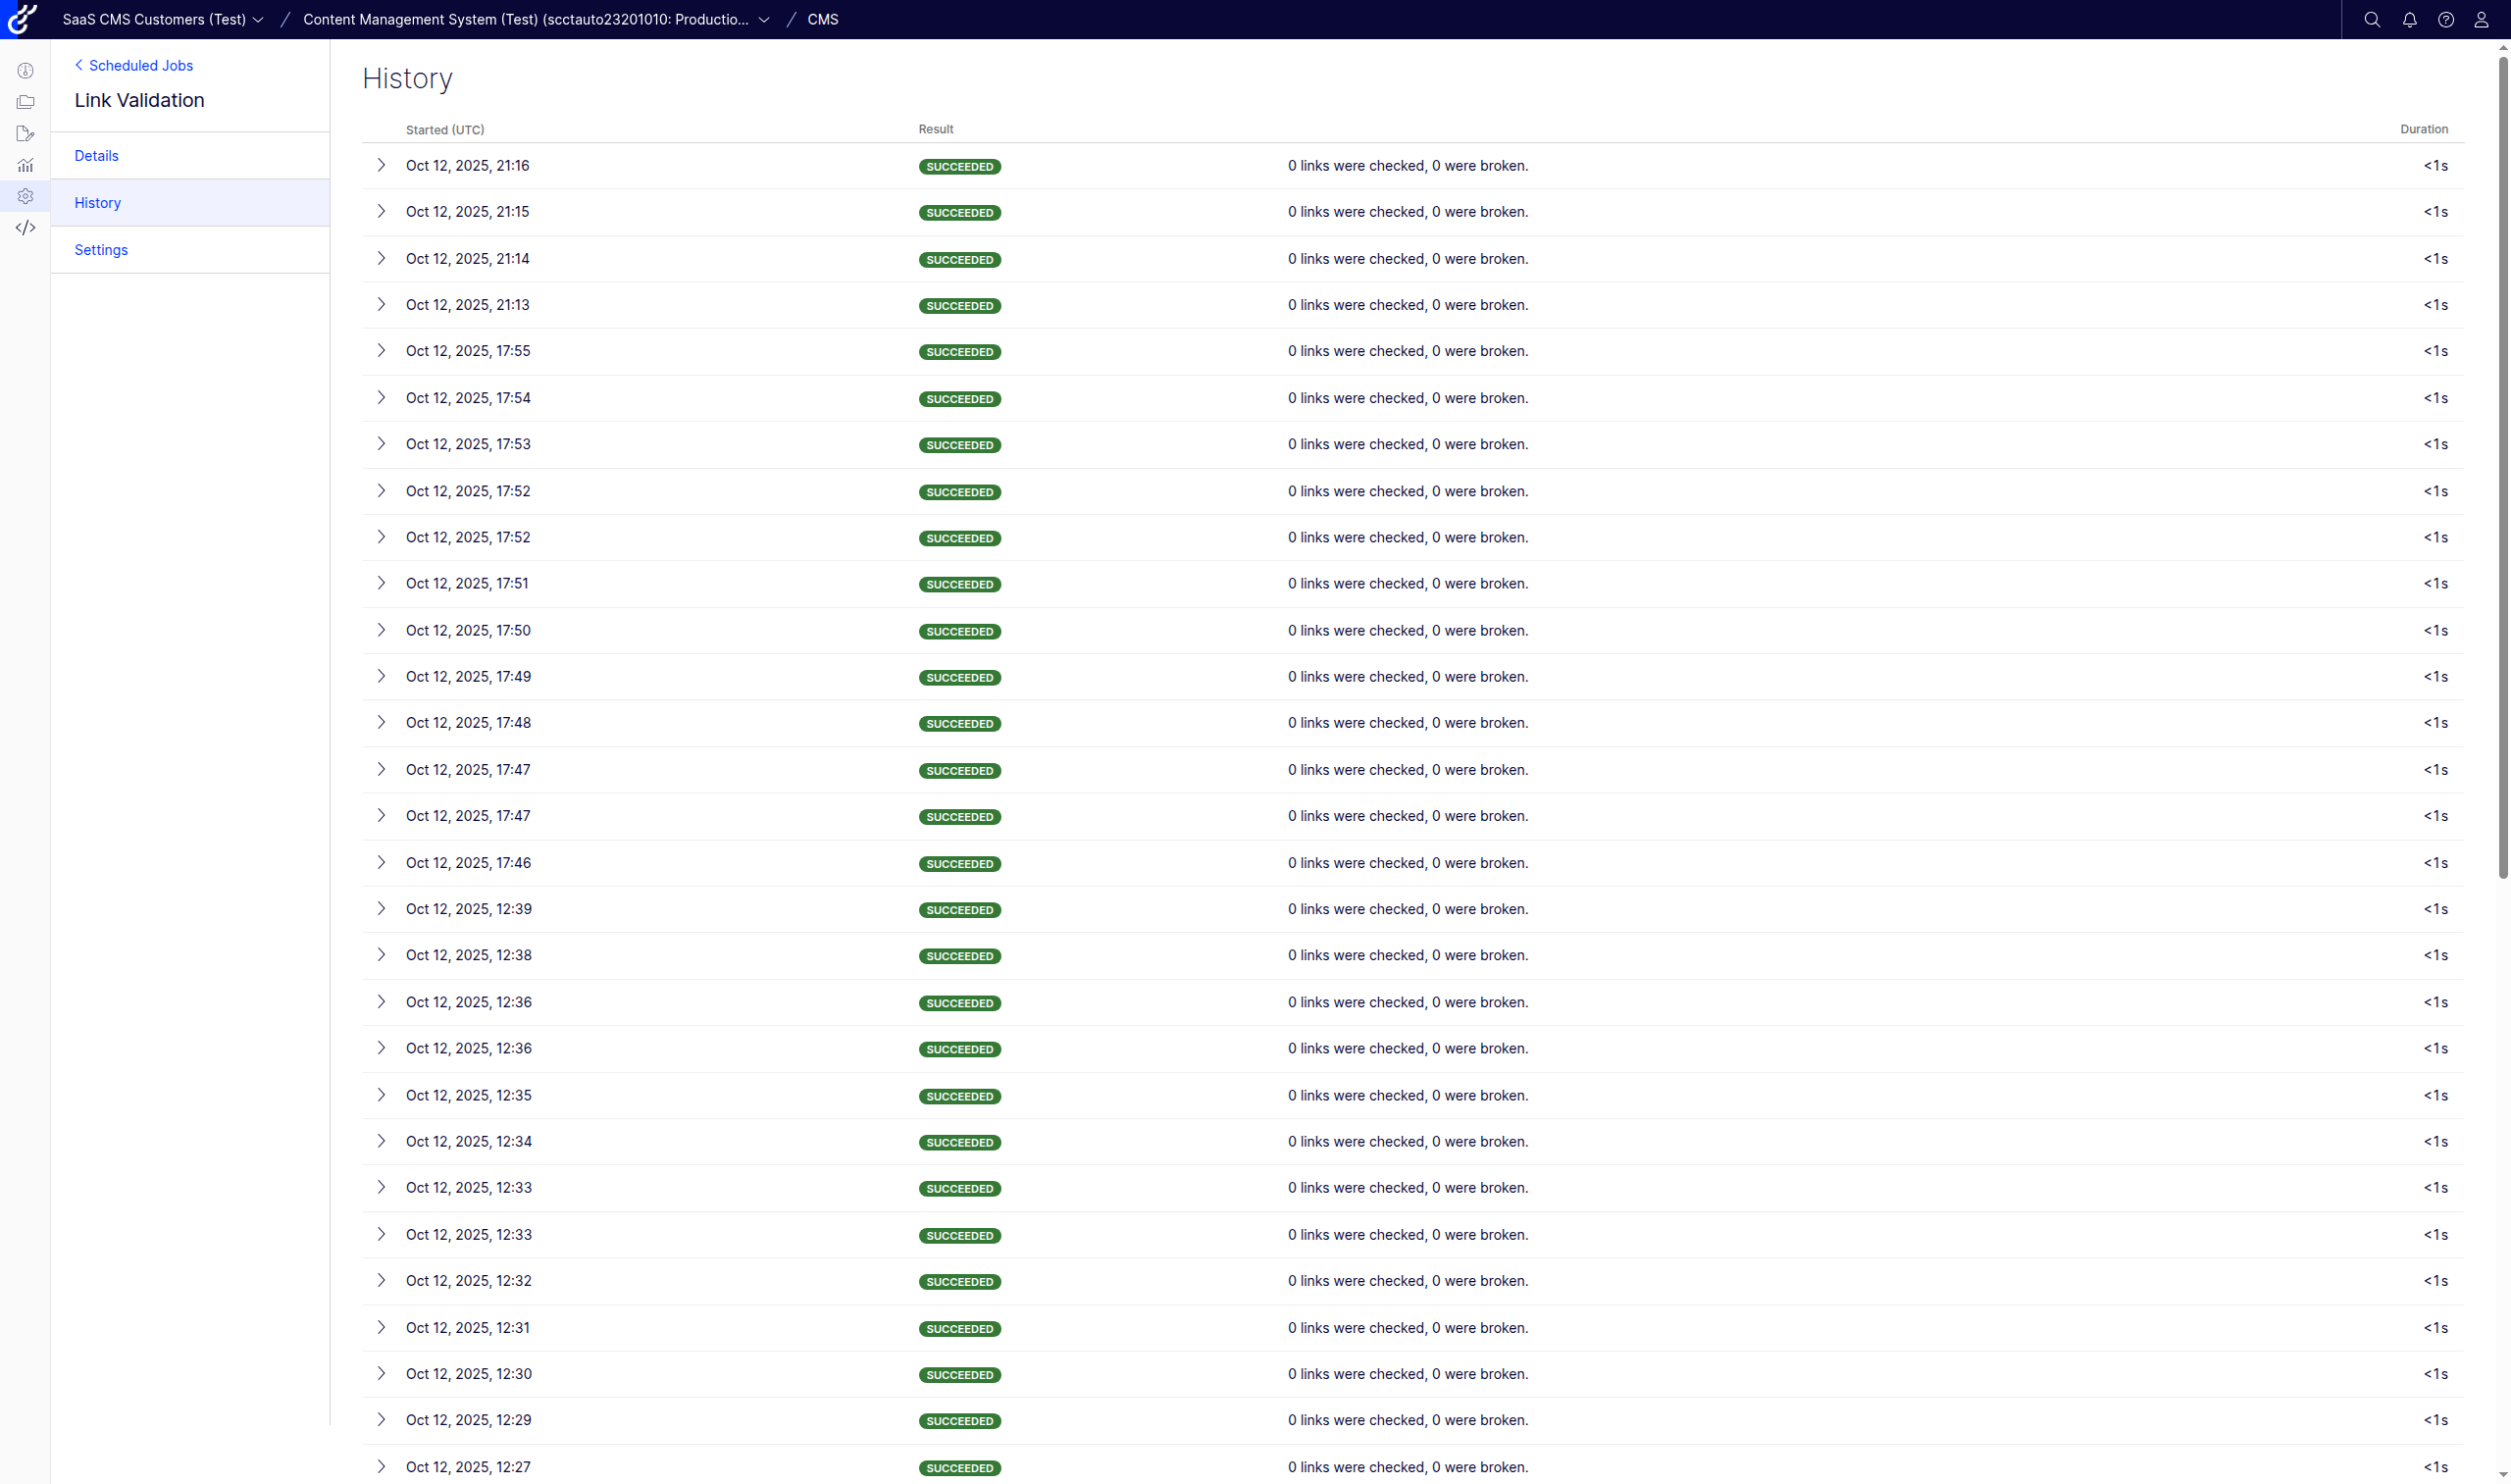 SaaS CMS Customers (Test) / Content Management System (Test) (scctauto23201010: Productio... / CMS
Scheduled Jobs
Link Validation
Details
History
Settings
History
Started (UTC) Result Duration
Oct 12, 2025, 21:16 SUCCEEDED 0 links were checked, 0 were broken. <1s
Oct 12, 2025, 21:15 SUCCEEDED 0 links were checked, 0 were broken. <1s
Oct 12, 2025, 21:14 SUCCEEDED 0 links were checked, 0 were broken. <1s
Oct 12, 2025, 21:13 SUCCEEDED 0 links were checked, 0 were broken. <1s
Oct 12, 2025, 17:55 SUCCEEDED 0 links were checked, 0 were broken. <1s
Oct 12, 2025, 17:54 SUCCEEDED 0 links were checked, 0 were broken. <1s
Oct 12, 2025, 17:53 SUCCEEDED 0 links were checked, 0 were broken. <1s
Oct 12, 2025, 17:52 SUCCEEDED 0 links were checked, 0 were broken. <1s
Oct 12, 2025, 17:52 SUCCEEDED 0 links were checked, 0 were broken. <1s
Oct 12, 2025, 17:51 SUCCEEDED 0 links were checked, 0 were broken. <1s
Oct 12, 2025, 17:50 SUCCEEDED 0 links were checked, 0 were broken. <1s
Oct 12, 2025, 17:49 SUCCEEDED 0 links were checked, 0 were broken. <1s
Oct 12, 2025, 17:48 SUCCEEDED 0 links were checked, 0 were broken. <1s
Oct 12, 2025, 17:47 SUCCEEDED 0 links were checked, 0 were broken. <1s
Oct 12, 2025, 17:47 SUCCEEDED 0 links were checked, 0 were broken. <1s
Oct 12, 2025, 17:46 SUCCEEDED 0 links were checked, 0 were broken. <1s
Oct 12, 2025, 12:39 SUCCEEDED 0 links were checked, 0 were broken. <1s
Oct 12, 2025, 12:38 SUCCEEDED 0 links were checked, 0 were broken. <1s
Oct 12, 2025, 12:36 SUCCEEDED 0 links were checked, 0 were broken. <1s
Oct 12, 2025, 12:36 SUCCEEDED 0 links were checked, 0 were broken. <1s
Oct 12, 2025, 12:35 SUCCEEDED 0 links were checked, 0 were broken. <1s
Oct 12, 2025, 12:34 SUCCEEDED 0 links were checked, 0 were broken. <1s
Oct 12, 2025, 12:33 SUCCEEDED 0 links were checked, 0 were broken. <1s
Oct 12, 2025, 12:33 SUCCEEDED 0 links were checked, 0 were broken. <1s
Oct 12, 2025, 12:32 SUCCEEDED 0 links were checked, 0 were broken. <1s
Oct 12, 2025, 12:31 SUCCEEDED 0 links were checked, 0 were broken. <1s
Oct 12, 2025, 12:30 SUCCEEDED 0 links were checked, 0 were broken. <1s
Oct 12, 2025, 12:29 SUCCEEDED 0 links were checked, 0 were broken. <1s
Oct 12, 2025, 12:27 SUCCEEDED 0 links were checked, 0 were broken. <1s